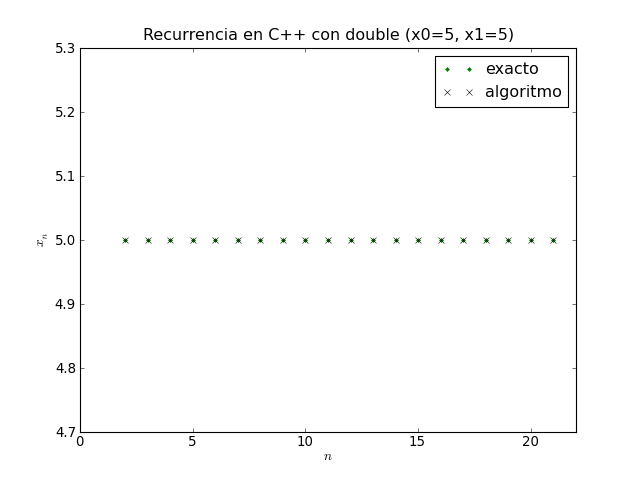 Recurrencia en C++ con double (x0=5, x1=5)
exacto
algoritmo
5.3
5.2
5.1
5.0
4.9
4.8
4.7
x_n
0 5 10 15 20
n